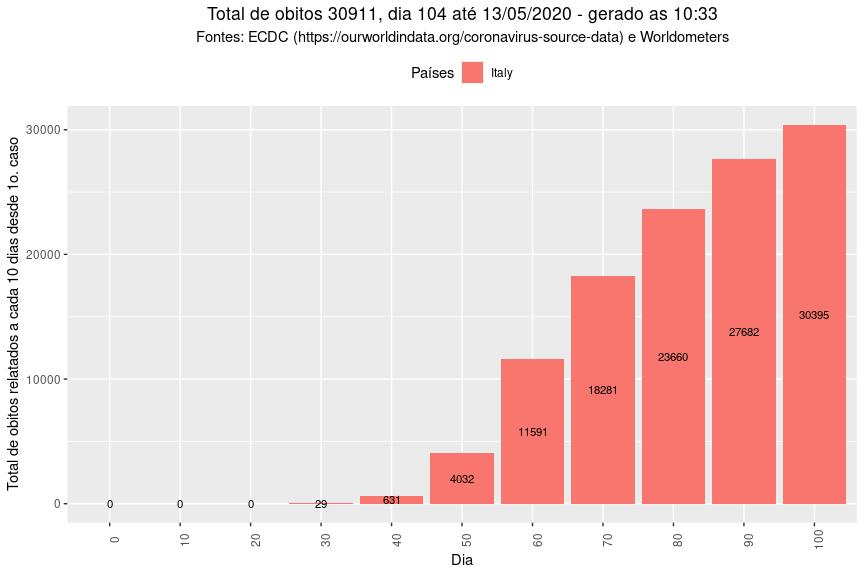 Total de obitos 30911, dia 104 até 13/05/2020 - gerado as 10:33
Fontes: ECDC (https://ourworldindata.org/coronavirus-source-data) e Worldometers
Países Italy
Total de obitos relatados a cada 10 dias desde 1o. caso
30000
20000
10000
0
0 0 0 29 631 4032 11591 18281 23660 27682 30395
0 10 20 30 40 50 60 70 80 90 100
Dia